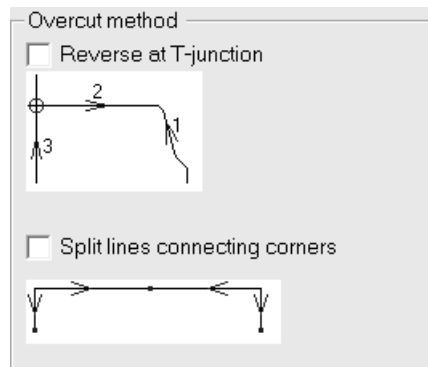 Overcut method
Reverse at T-junction
2
1
3
Split lines connecting corners